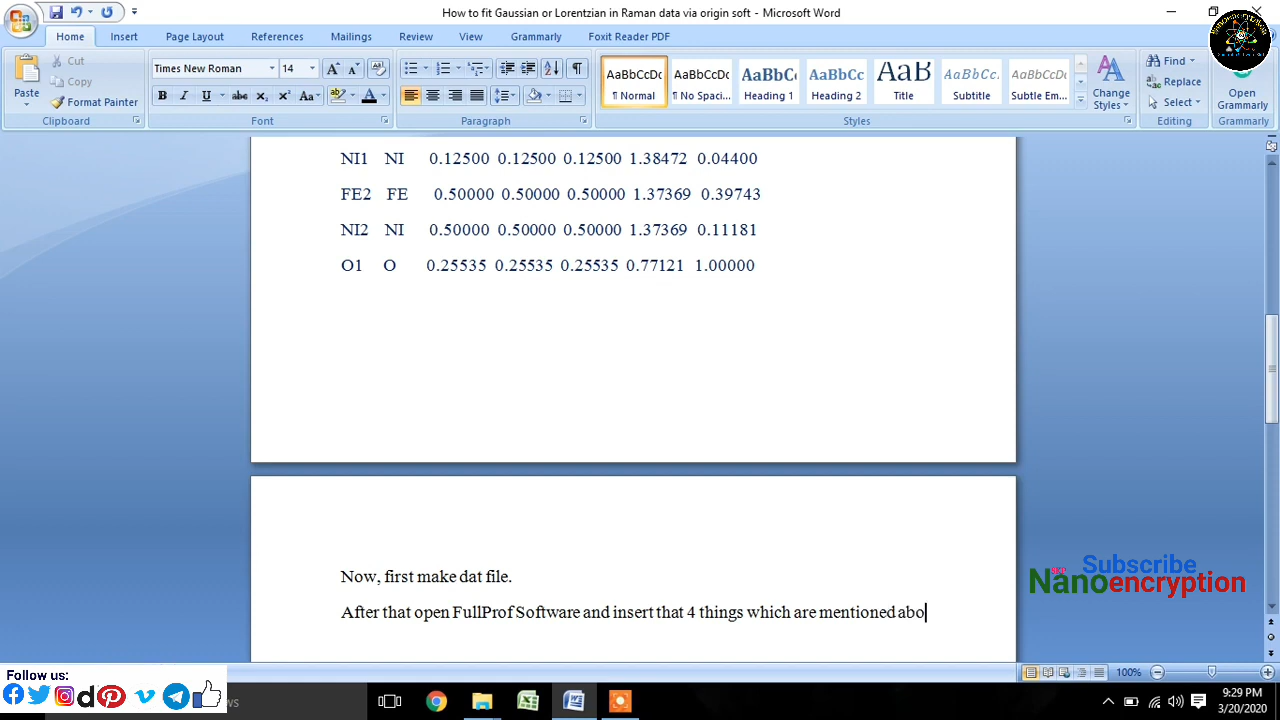 How to fit Gaussian or Lorentzian in Raman data via origin soft - Microsoft Word
Home Insert Page Layout References Mailings Review View Grammarly Foxit Reader PDF
Paste
Cut
Copy
Format Painter
Clipboard
Times New Roman 14
Font
Paragraph
AaBbCcDc AaBbCcDc AaBbC AaBbCc AaB AaBbCc. AaBbCcDc
¶ Normal ¶ No Spaci... Heading 1 Heading 2 Title Subtitle Subtle Em...
Change Styles
Styles
Find
Replace
Select
Editing
Open Grammarly
Grammarly
NI1 NI 0.12500 0.12500 0.12500 1.38472 0.04400
FE2 FE 0.50000 0.50000 0.50000 1.37369 0.39743
NI2 NI 0.50000 0.50000 0.50000 1.37369 0.11181
O1 O 0.25535 0.25535 0.25535 0.77121 1.00000
Now, first make dat file.
After that open FullProf Software and insert that 4 things which are mentioned abo
Subscribe
SRP
Nanoencryption
100%
Follow us:
ws
9:29 PM
3/20/2020